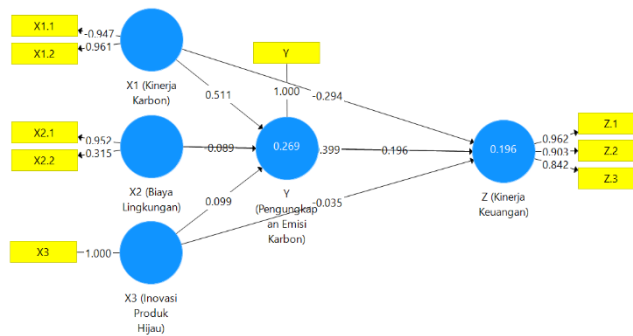 X1.1
-0.947
X1.2
-0.961
X1 (Kinerja
Karbon)
0.511
Y
1.000
-0.294
X2.1
0.952
X2.2
-0.315
X2 (Biaya
Lingkungan)
0.089
0.269
.399
0.196
0.196
Y
(Pengungkap
an Emisi
Karbon)
Z (Kinerja
Keuangan)
0.962
Z.1
0.903
Z.2
0.842
Z.3
0.099
-0.035
X3
1.000
X3 (Inovasi
Produk
Hijau)